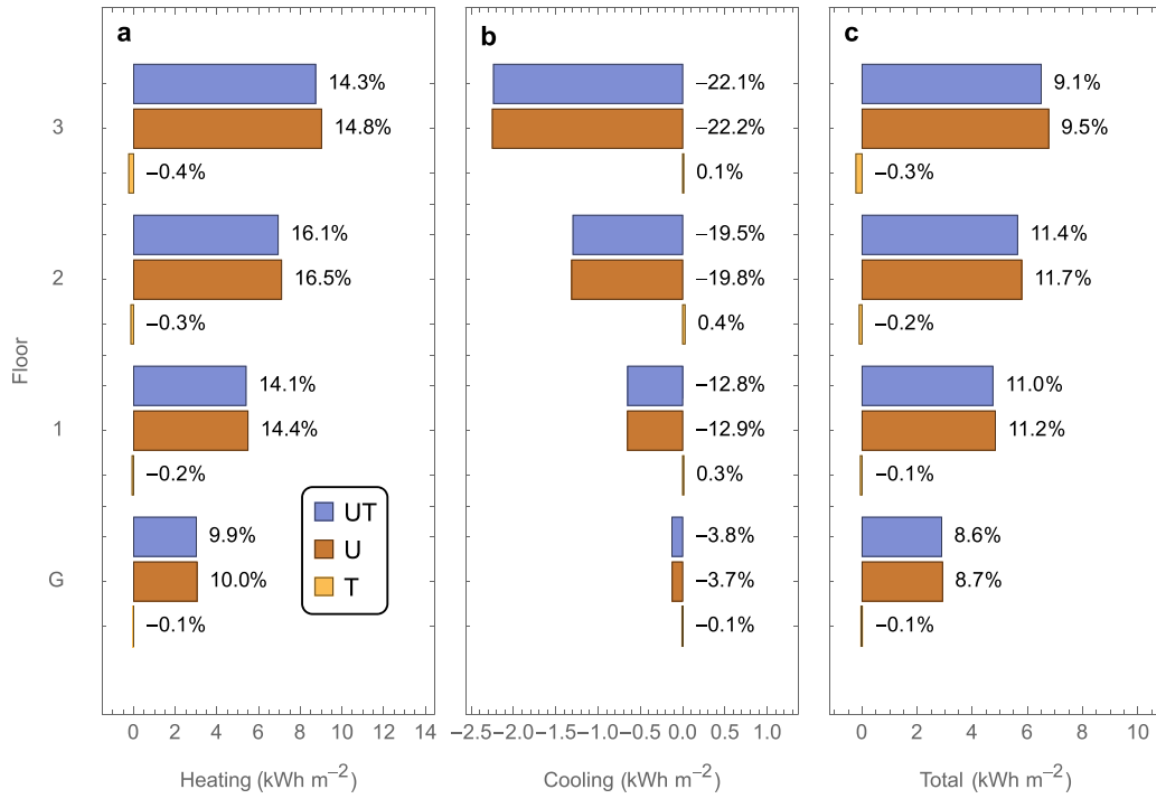 a
b
c
14.3%
–22.1%
9.1%
3
14.8%
–22.2%
9.5%
–0.4%
0.1%
–0.3%
16.1%
–19.5%
11.4%
2
16.5%
–19.8%
11.7%
–0.3%
0.4%
–0.2%
Floor
14.1%
–12.8%
11.0%
1
14.4%
–12.9%
11.2%
–0.2%
0.3%
–0.1%
UT
U
T
9.9%
–3.8%
8.6%
G
10.0%
–3.7%
8.7%
–0.1%
–0.1%
–0.1%
0 2 4 6 8 10 12 14
–2.5 –2.0 –1.5 –1.0 –0.5 0.0 0.5 1.0
0 2 4 6 8 10
Heating (kWh m⁻²)
Cooling (kWh m⁻²)
Total (kWh m⁻²)